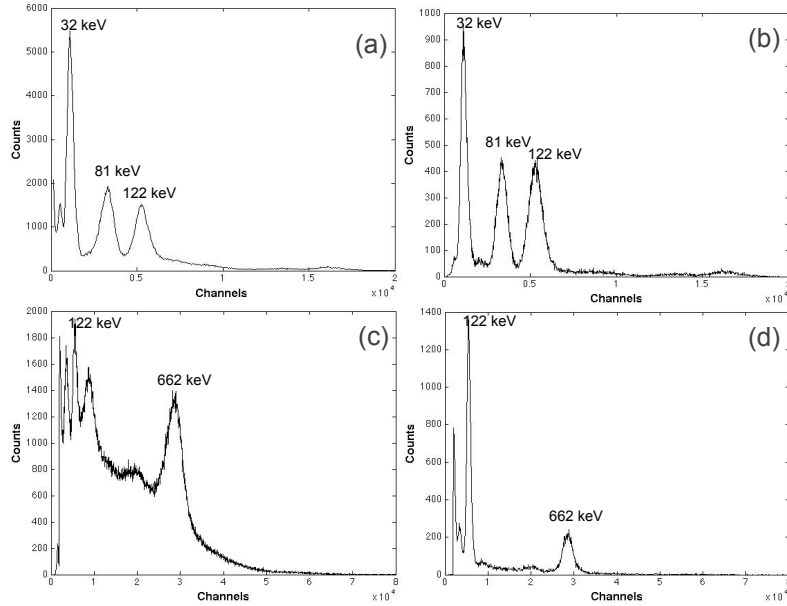 32 keV
(a)
81 keV
122 keV
Counts
6000
5000
4000
3000
2000
1000
0
0 0.5 1 1.5 2
Channels
×10 4
32 keV
(b)
81 keV
122 keV
Counts
1000
900
800
700
600
500
400
300
200
100
0
0 0.5 1 1.5
Channels
×10 4
122 keV
(c)
662 keV
Counts
2000
1800
1600
1400
1200
1000
800
600
400
200
0
0 1 2 3 4 5 6 7 8
Channels
×10 4
122 keV
(d)
662 keV
Counts
1400
1200
1000
800
600
400
200
0
0 1 2 3 4 5 6 7 8
Channels
×10 4